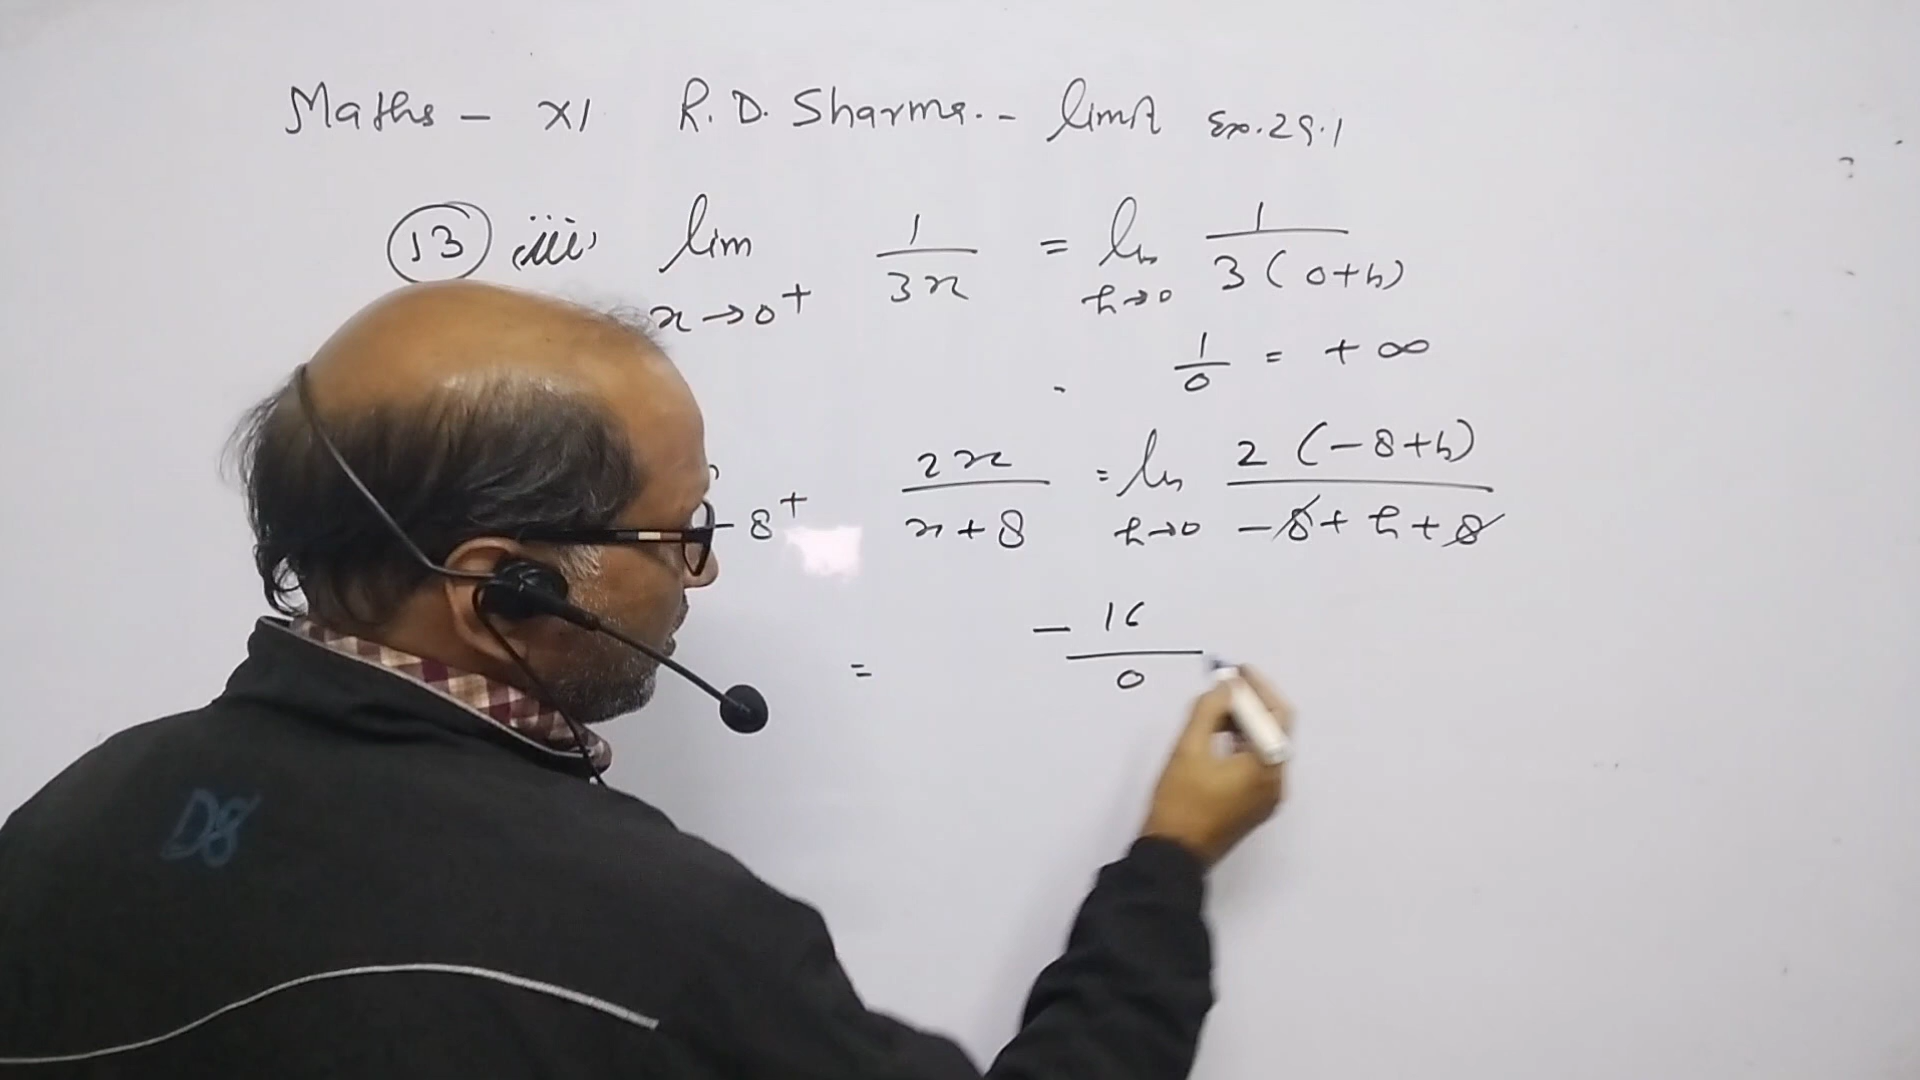 Maths - XI R.D. Sharma.- limit Ex.29.1
13 iii, lim x→0+ 1/3x = lim h→0 1/3(0+h)
1/0 = +∞
-8+ 2x/x+8 = lim h→0 2(-8+h)/-8+h+8
= -16/0
D8